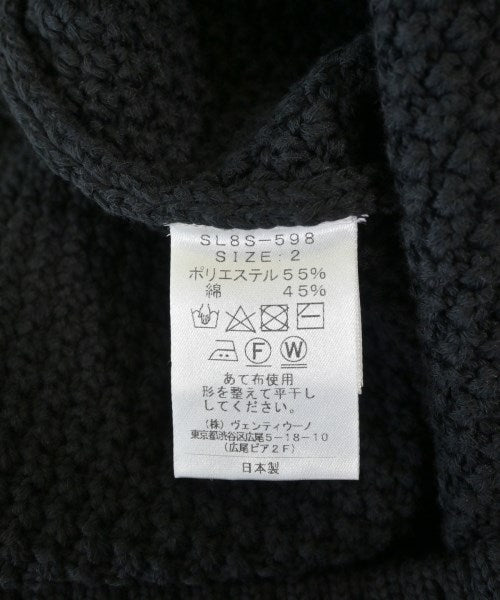 SL8S-598
SIZE:2
ポリエステル 55%
綿 45%
F W
あて布使用
形を整えて平干し
してください。
(株) ヴェンティウーノ
東京都渋谷区広尾5-18-10
(広尾ピア2F)
日本製